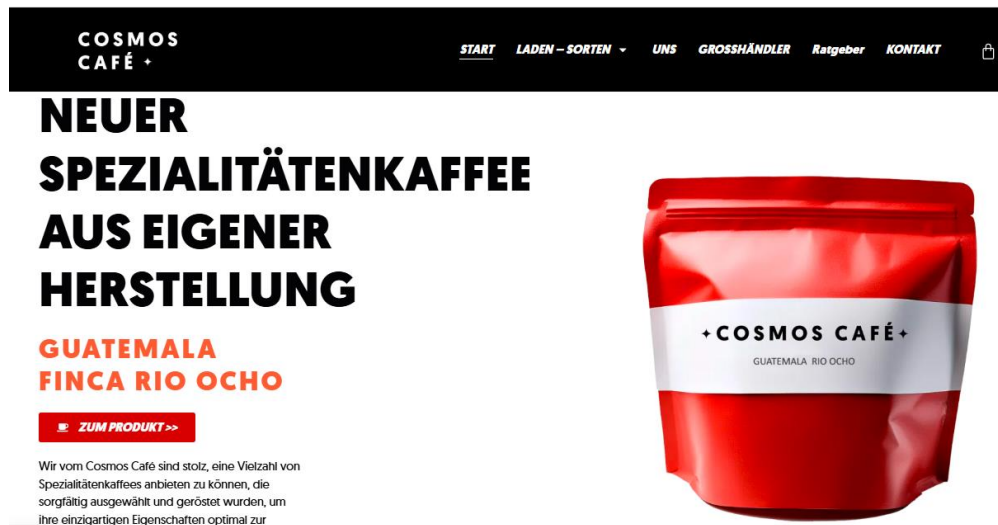 COSMOS
CAFÉ +
START LADEN – SORTEN UNS GROSSHÄNDLER Ratgeber KONTAKT
NEUER
SPEZIALITÄTENKAFFEE
AUS EIGENER
HERSTELLUNG
GUATEMALA
FINCA RIO OCHO
ZUM PRODUKT >>
Wir vom Cosmos Café sind stolz, eine Vielzahl von
Spezialitätenkaffees anbieten zu können, die
sorgfältig ausgewählt und geröstet wurden, um
ihre einzigartigen Eigenschaften optimal zur
+COSMOS CAFÉ+
GUATEMALA RIO OCHO